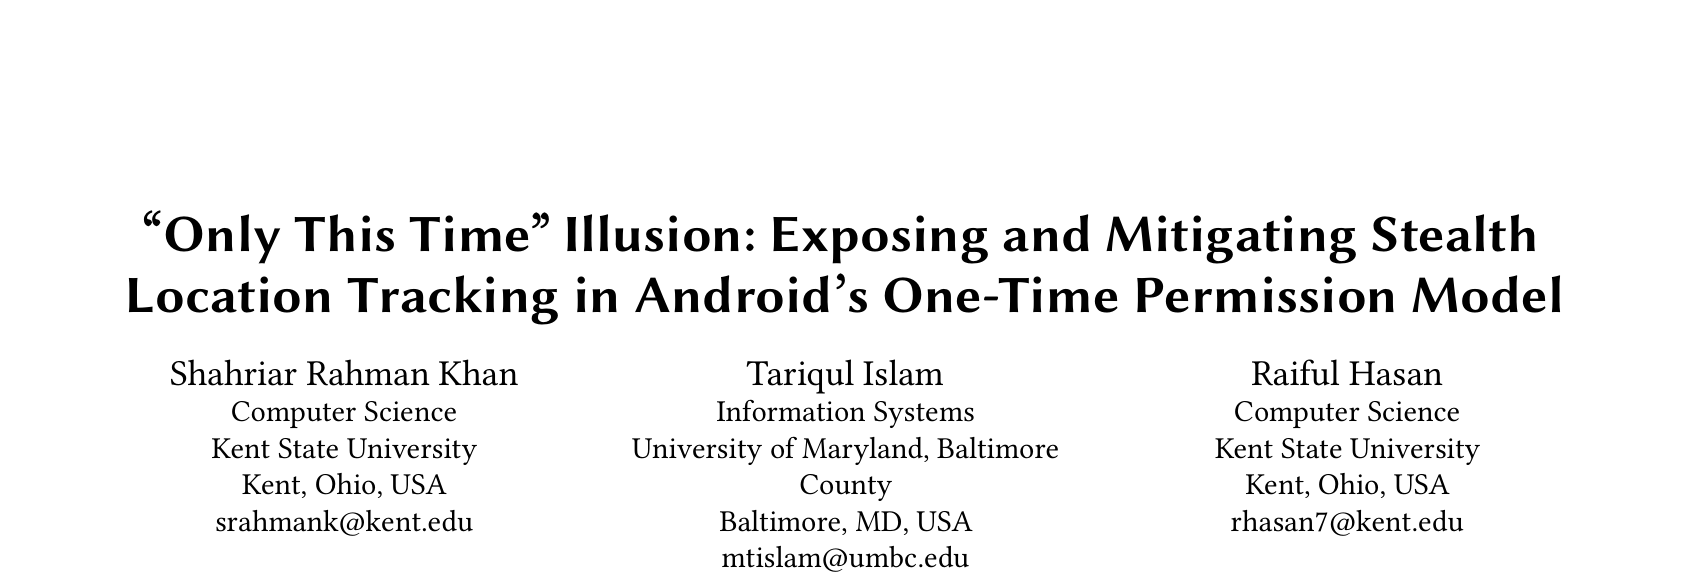 “Only This Time” Illusion: Exposing and Mitigating Stealth
Location Tracking in Android’s One-Time Permission Model
Shahriar Rahman Khan
Computer Science
Kent State University
Kent, Ohio, USA
srahmank@kent.edu
Tariqul Islam
Information Systems
University of Maryland, Baltimore
County
Baltimore, MD, USA
mtislam@umbc.edu
Raiful Hasan
Computer Science
Kent State University
Kent, Ohio, USA
rhasan7@kent.edu